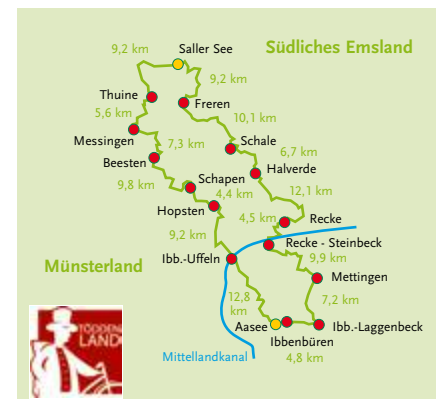 9,2 km
Saller See
Südliches Emsland
9,2 km
Thuine
Freren
5,6 km
10,1 km
Messingen
7,3 km
Schale
6,7 km
Beesten
Halverde
9,8 km
Schapen
4,4 km
12,1 km
Hopsten
4,5 km
Recke
9,2 km
Recke - Steinbeck
Münsterland
Ibb.-Uffeln
9,9 km
Mettingen
12,8
km
7,2 km
TÖDDEN
LAND
Aasee
Ibb.-Laggenbeck
Ibbenbüren
Mittellandkanal
4,8 km